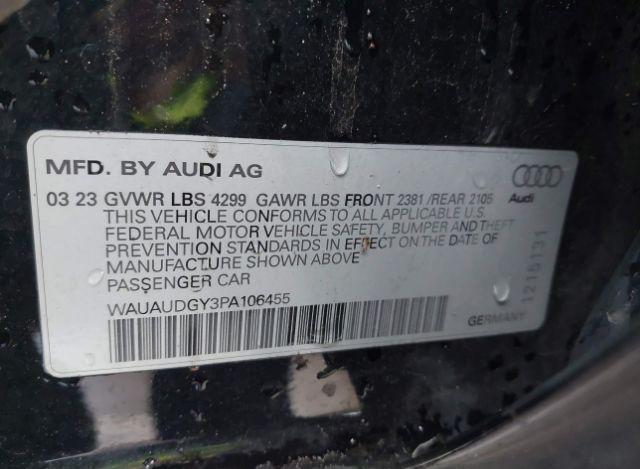 MFD. BY AUDI AG
03 23 GVWR LBS 4299 GAWR LBS FRONT 2381 /REAR 2105
THIS VEHICLE CONFORMS TO ALL APPLICABLE U.S.
FEDERAL MOTOR VEHICLE SAFETY, BUMPER AND THEFT
PREVENTION STANDARDS IN EFFECT ON THE DATE OF
MANUFACTURE SHOWN ABOVE
PASSENGER CAR
WAUAUDGY3PA106455
Audi
1215131
GERMANY